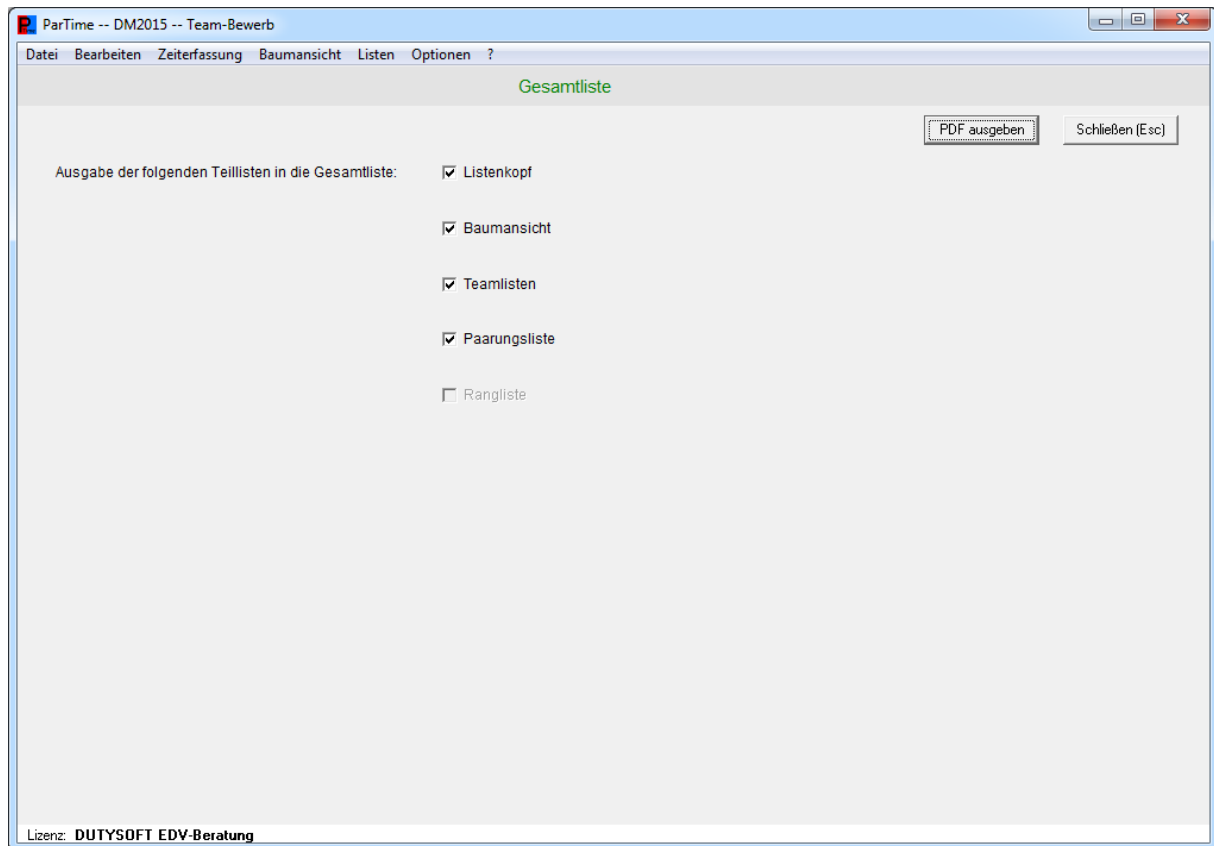 ParTime -- DM2015 -- Team-Bewerb
Datei Bearbeiten Zeiterfassung Baumansicht Listen Optionen ?
Gesamtliste
PDF ausgeben Schließen (Esc)
Ausgabe der folgenden Teillisten in die Gesamtliste: Listenkopf
Baumansicht
Teamlisten
Paarungsliste
Rangliste
Lizenz: DUTYSOFT EDV-Beratung